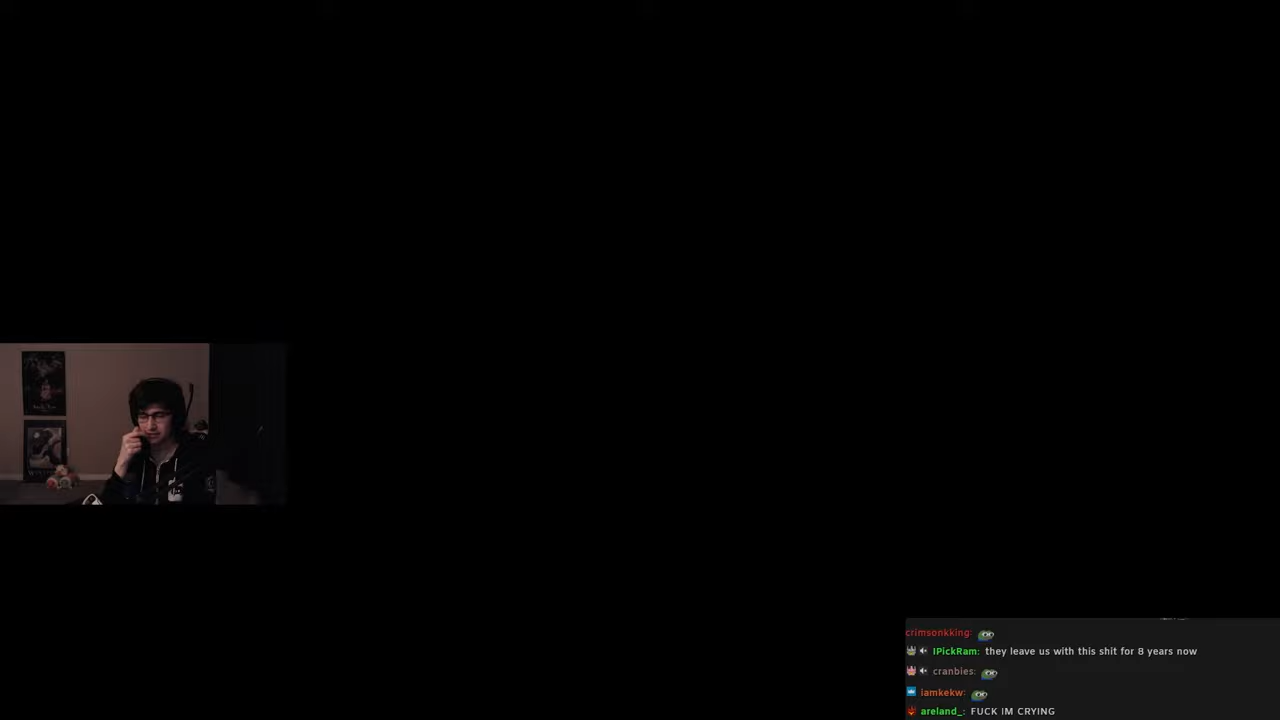 crimsonkking:
IPickRam: they leave us with this shit for 8 years now
cranbies:
iamkekw:
areland_: FUCK IM CRYING